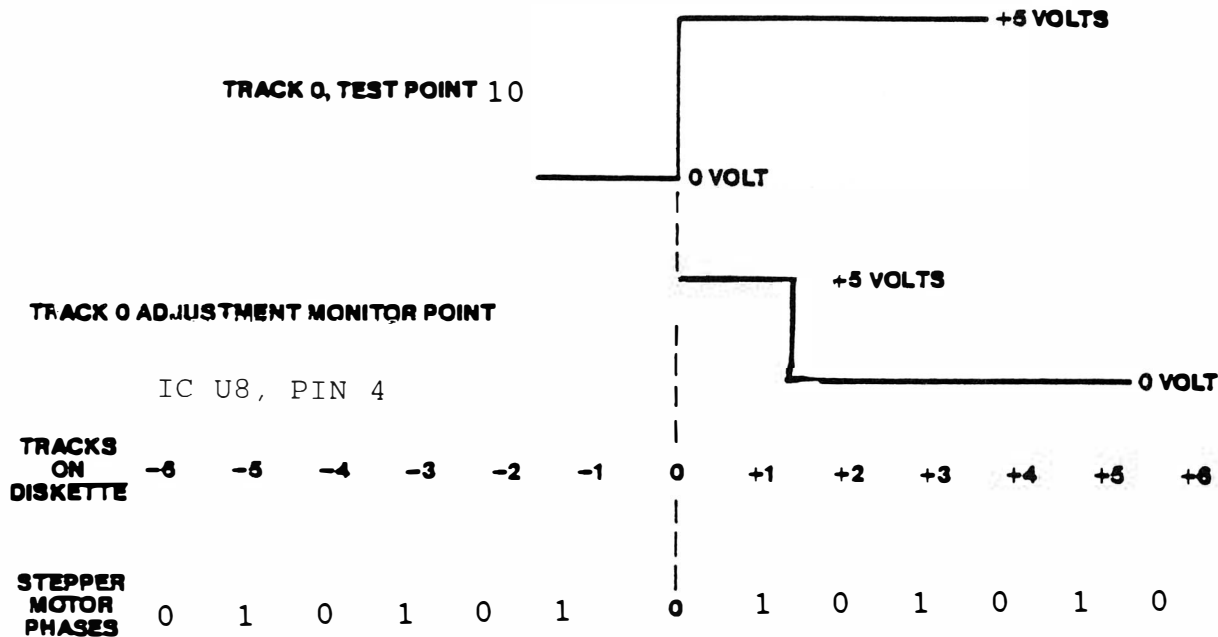 +5 VOLTS
TRACK 0, TEST POINT 10
0 VOLT
+5 VOLTS
TRACK 0 ADJUSTMENT MONITOR POINT
0 VOLT
IC U8, PIN 4
TRACKS
ON
DISKETTE
-6 -5 -4 -3 -2 -1 0 +1 +2 +3 +4 +5 +6
STEPPER
MOTOR
PHASES
0 1 0 1 0 1 0 1 0 1 0 1 0